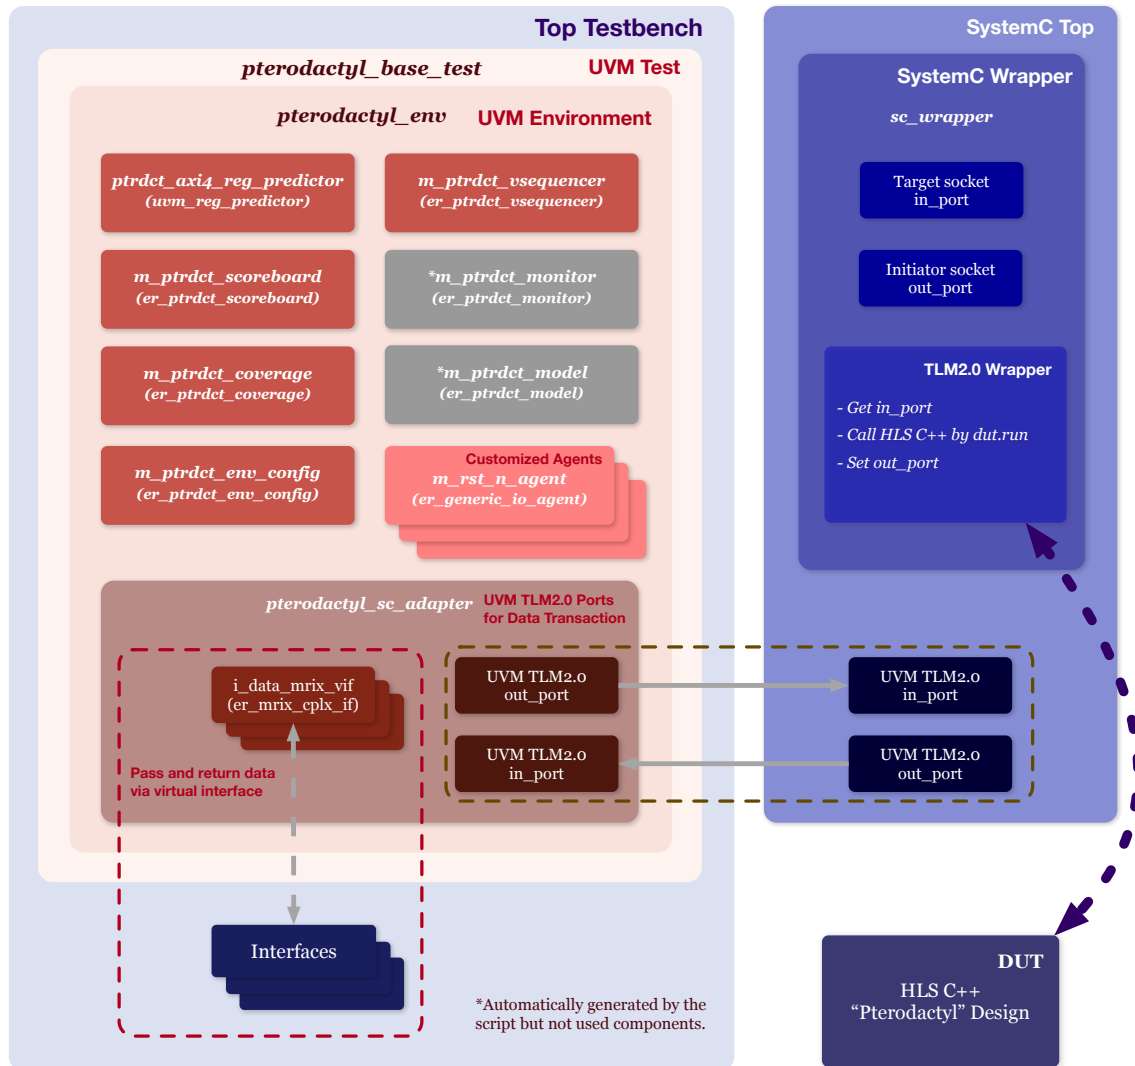 Top Testbench
pterodactyl_base_test
UVM Test
pterodactyl_env
UVM Environment
ptrdct_axi4_reg_predictor
(uvm_reg_predictor)
m_ptrdct_vsequencer
(er_ptrdct_vsequencer)
m_ptrdct_scoreboard
(er_ptrdct_scoreboard)
*m_ptrdct_monitor
(er_ptrdct_monitor)
m_ptrdct_coverage
(er_ptrdct_coverage)
*m_ptrdct_model
(er_ptrdct_model)
m_ptrdct_env_config
(er_ptrdct_env_config)
Customized Agents
m_rst_n_agent
(er_generic_io_agent)
pterodactyl_sc_adapter
UVM TLM2.0 Ports
for Data Transaction
i_data_mrix_vif
(er_mrix_cplx_if)
UVM TLM2.0
out_port
UVM TLM2.0
in_port
Pass and return data
via virtual interface
Interfaces
*Automatically generated by the
script but not used components.
SystemC Top
SystemC Wrapper
sc_wrapper
Target socket
in_port
Initiator socket
out_port
TLM2.0 Wrapper
- Get in_port
- Call HLS C++ by dut.run
- Set out_port
UVM TLM2.0
in_port
UVM TLM2.0
out_port
DUT
HLS C++
“Pterodactyl” Design